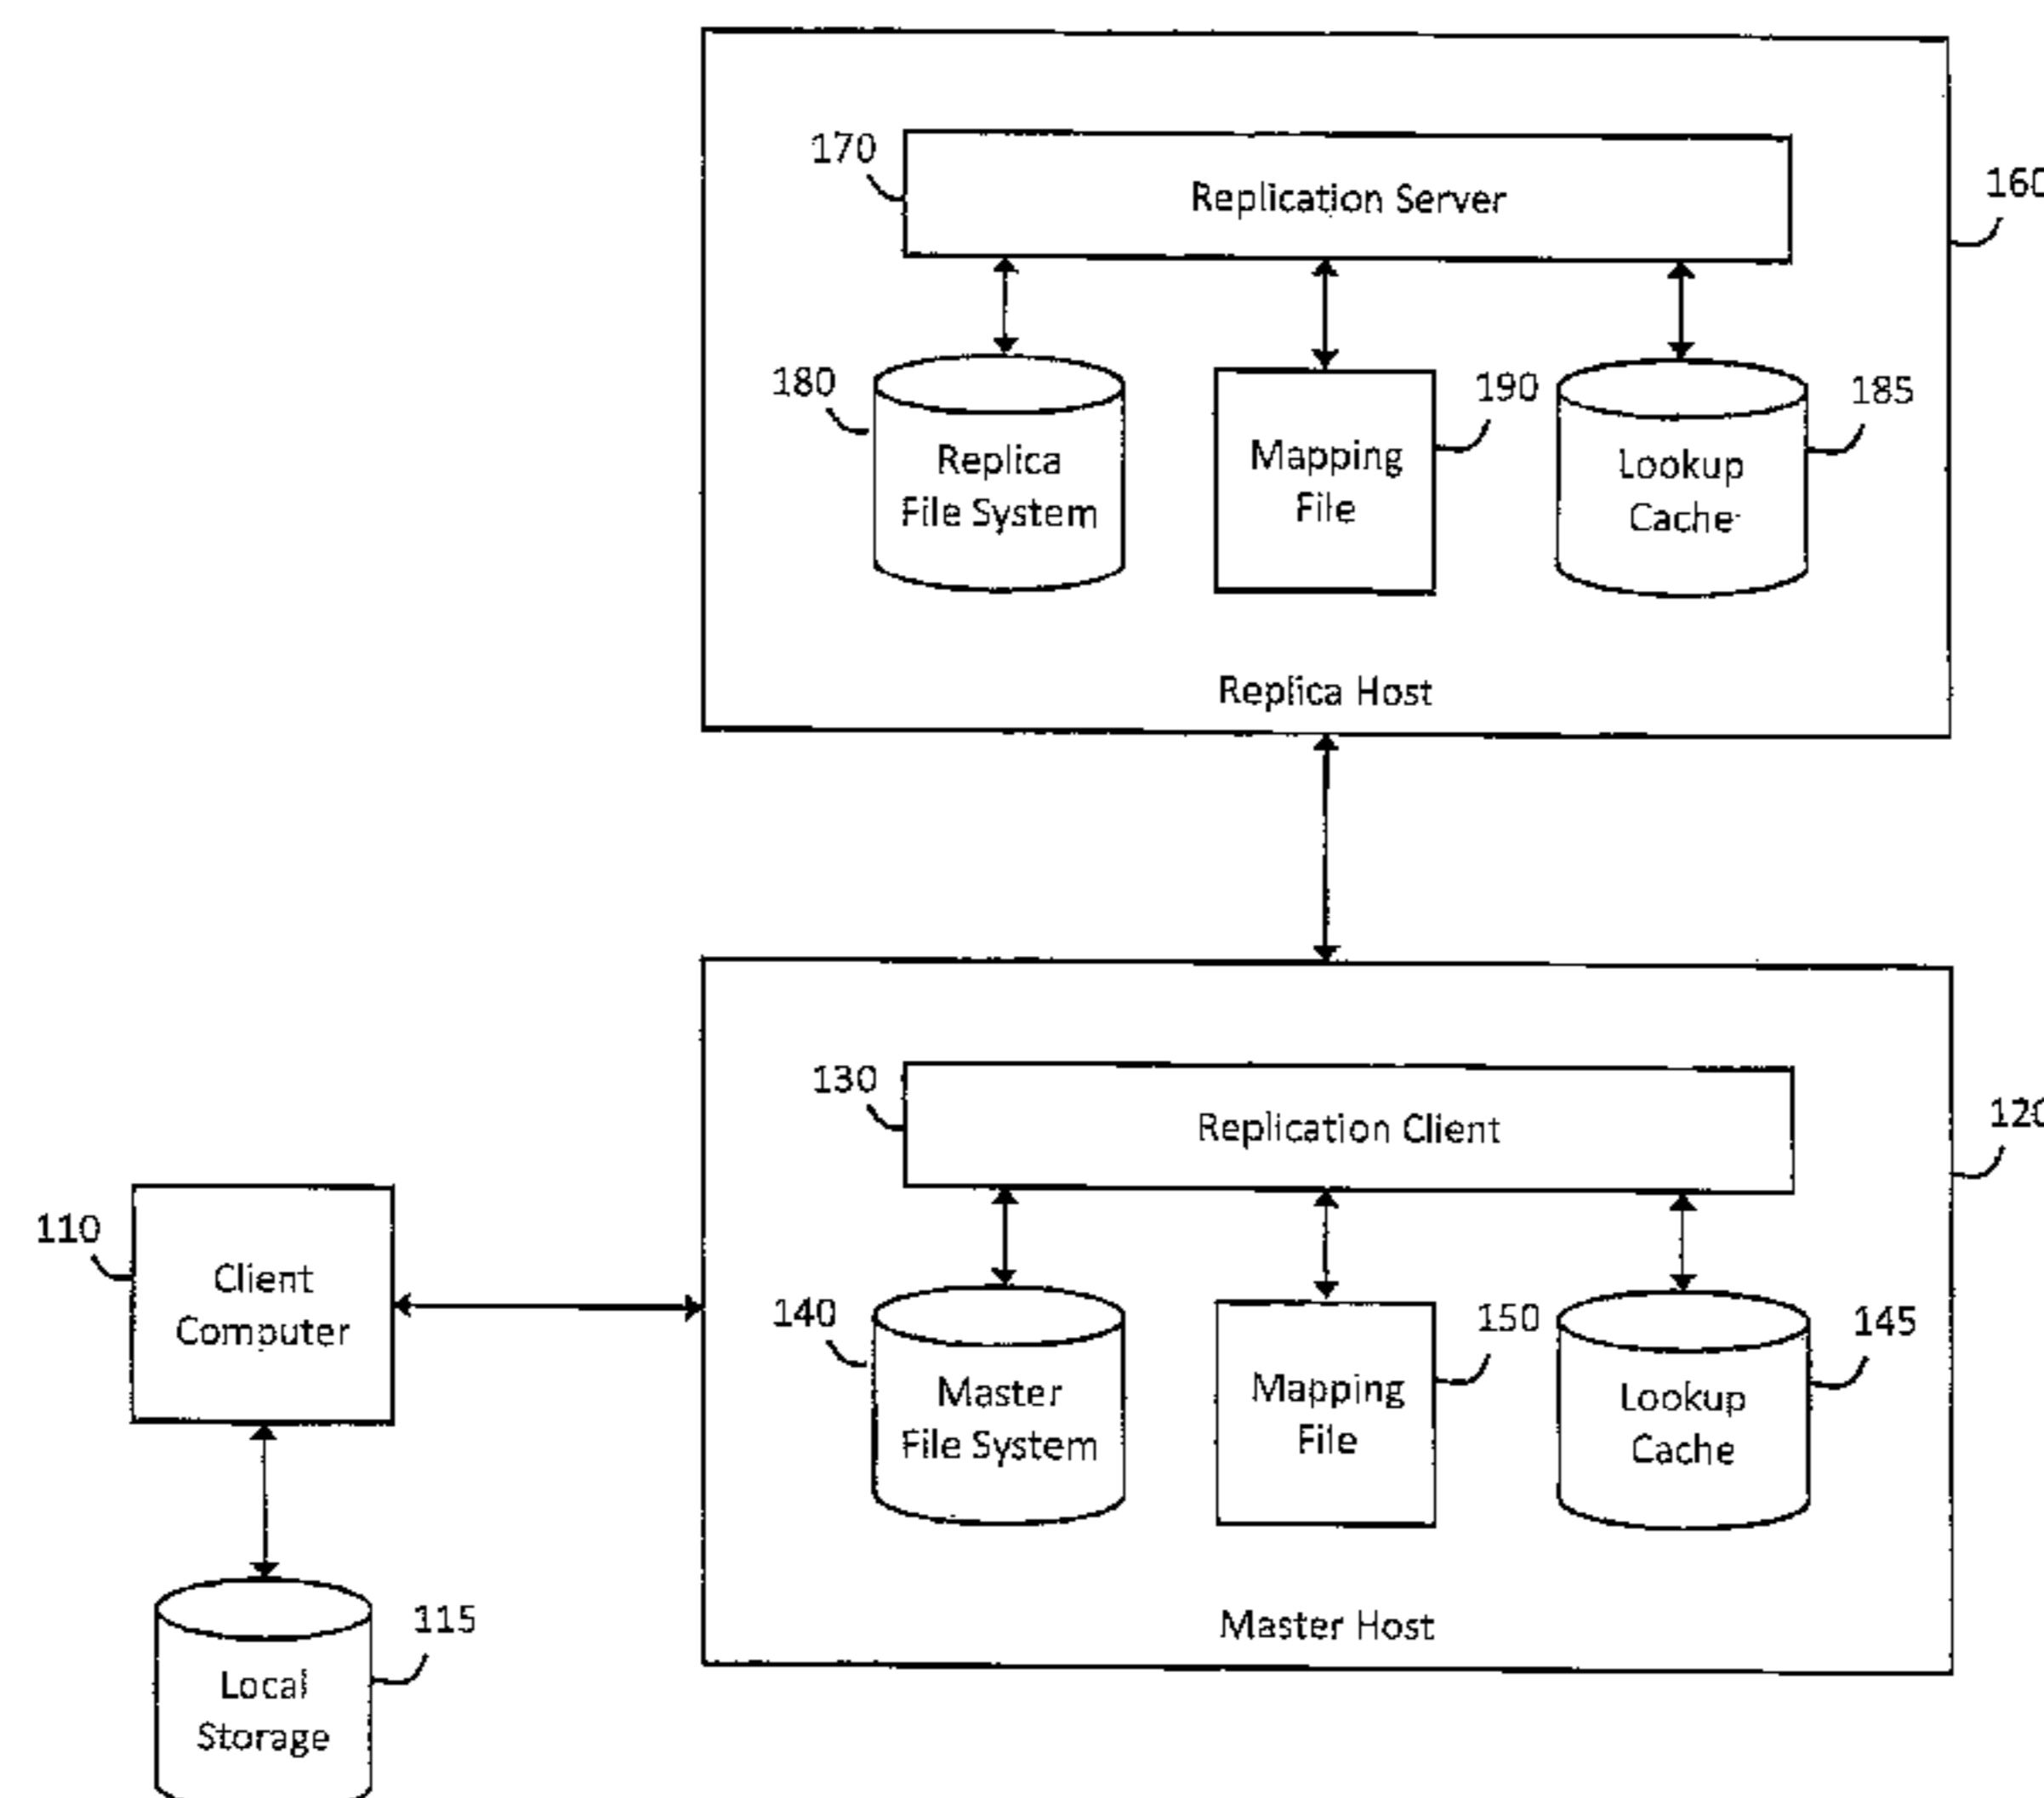 170
Replication Server
160
180
Replica
File System
Mapping
File
190
Lookup
Cache
185
Replica Host
130
Replication Client
120
110
Client
Computer
140
Master
File System
Mapping
File
150
Lookup
Cache
145
Master Host
Local
Storage
115